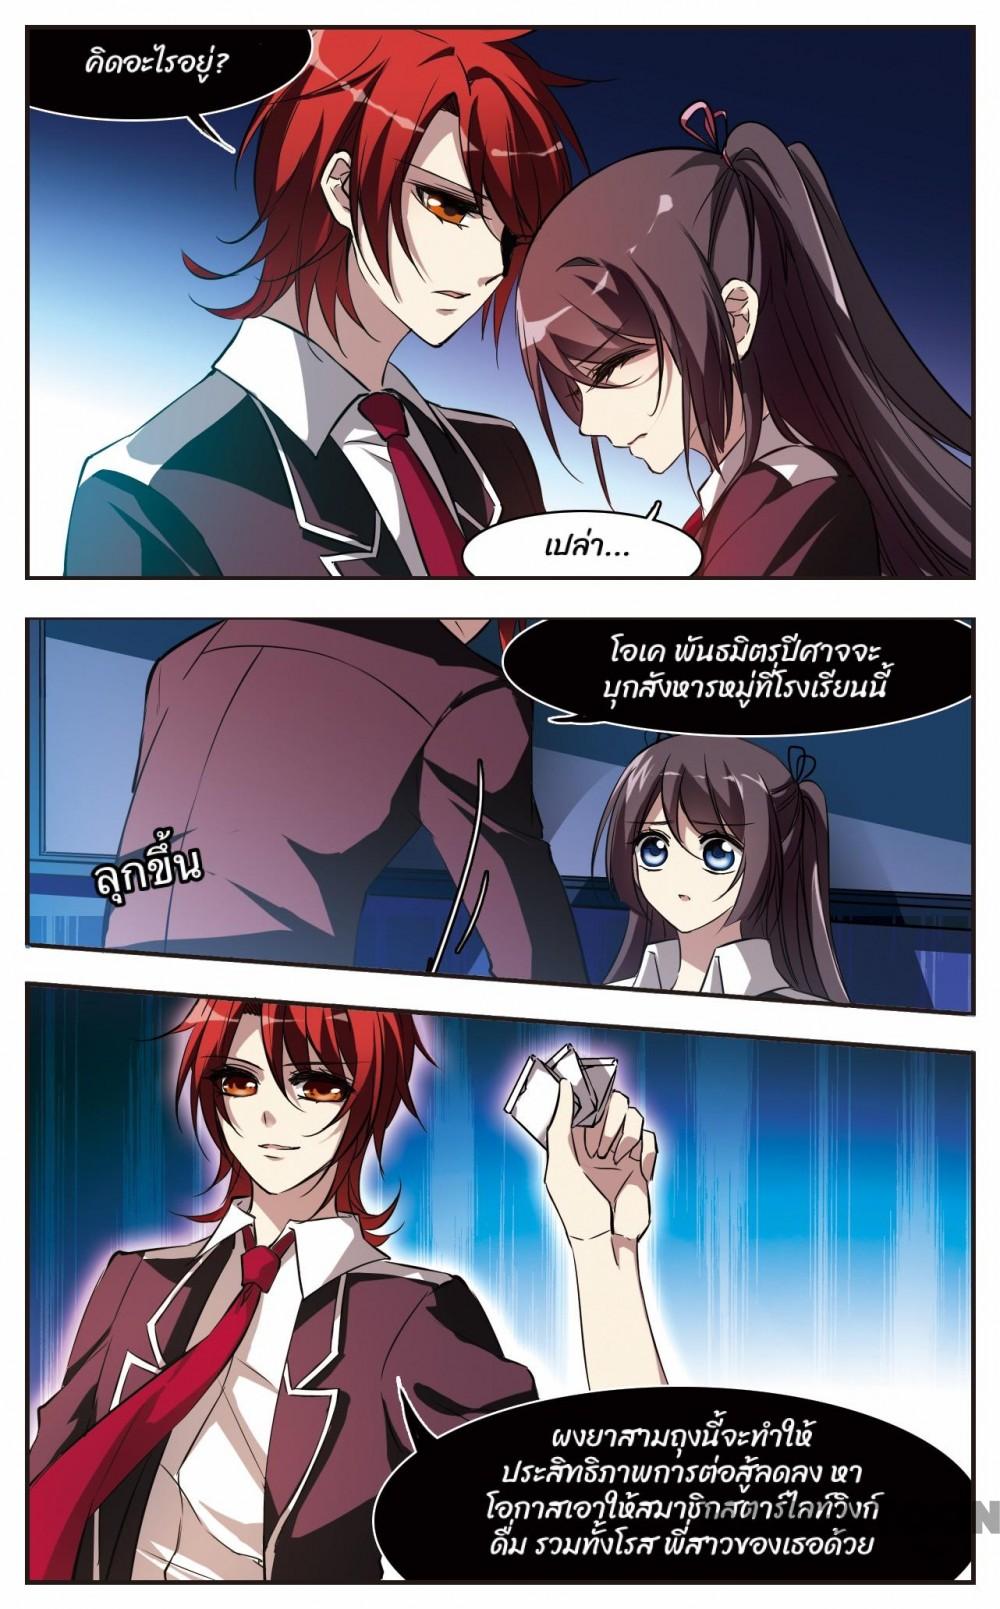 คิดอะไรอยู่?
เปล่า...
โอเค พันธมิตรปีศาจจะ
บุกสังหารหมู่ที่โรงเรียนนี้
ลุกขึ้น
ผงยาสามถุงนี้จะทำให้
ประสิทธิภาพการต่อสู้ลดลง หา
โอกาสเอาให้สมาชิกสตาร์ไลท์วิงก์
ดื่ม รวมทั้งโรส พี่สาวของเธอด้วย